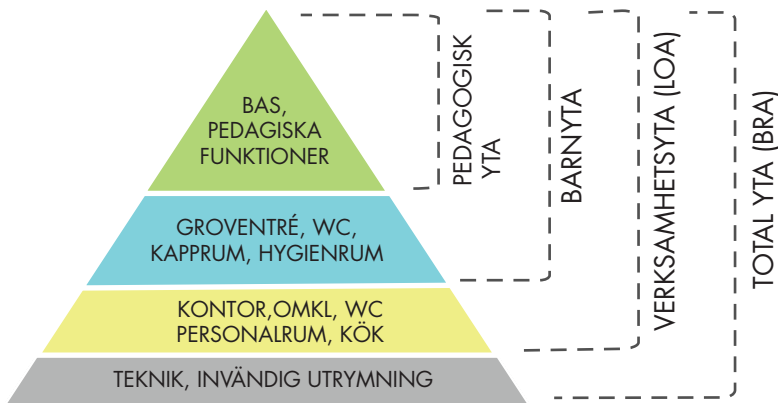 BAS,
PEDAGISKA
FUNKTIONER
GROVENTRÉ, WC,
KAPPRUM, HYGIENRUM
KONTOR,OMKL, WC
PERSONALRUM, KÖK
TEKNIK, INVÄNDIG UTRYMNING
PEDAGOGISK
YTA
BARNYTA
VERKSAMHETSYTA (LOA)
TOTAL YTA (BRA)